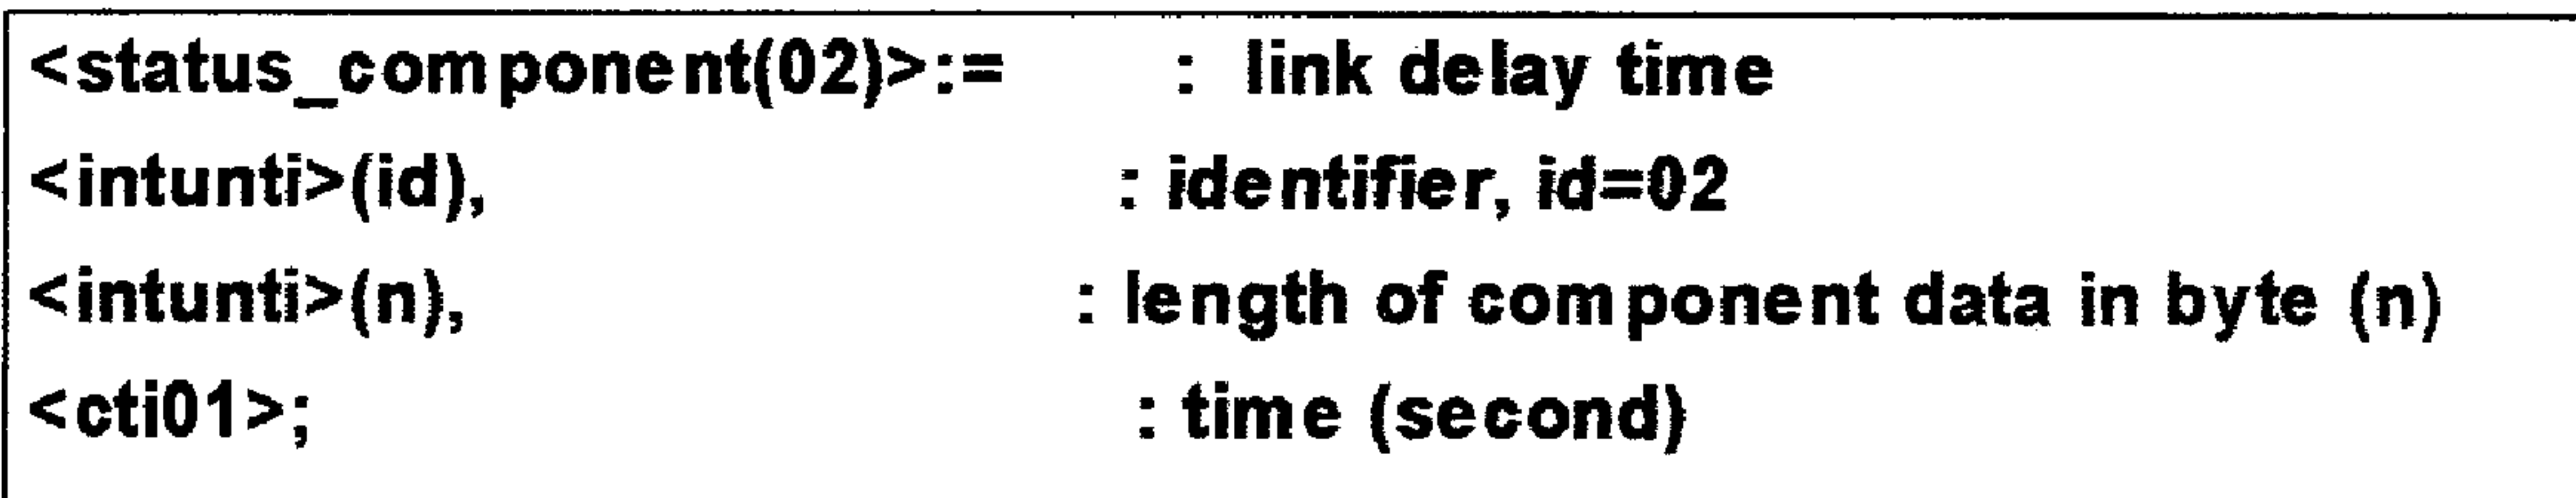 <status_component(02)>:= : link delay time
<intunti>(id), : identifier, id=02
<intunti>(n), : length of component data in byte (n)
<cti01>; : time (second)